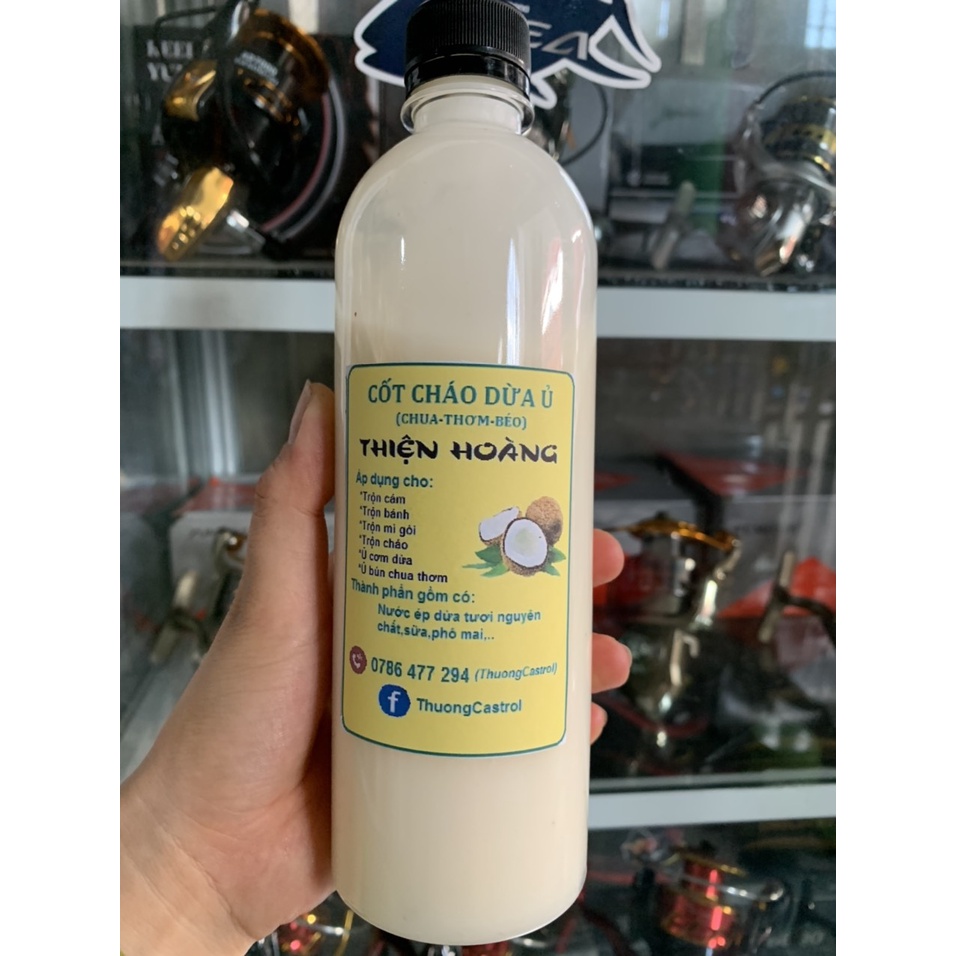 CỐT CHÁO DỪA Ủ
(CHUA-THƠM-BÉO)
THIỆN HOÀNG
Áp dụng cho:
*Trộn cám
*Trộn bánh
*Trộn mì gói
*Trộn cháo
*Ủ cơm dừa
*Ủ bún chua thơm
Thành phần gồm có:
Nước ép dừa tươi nguyên
chất,sữa,phô mai,..
0786 477 294 (ThuongCastrol)
f ThuongCastrol